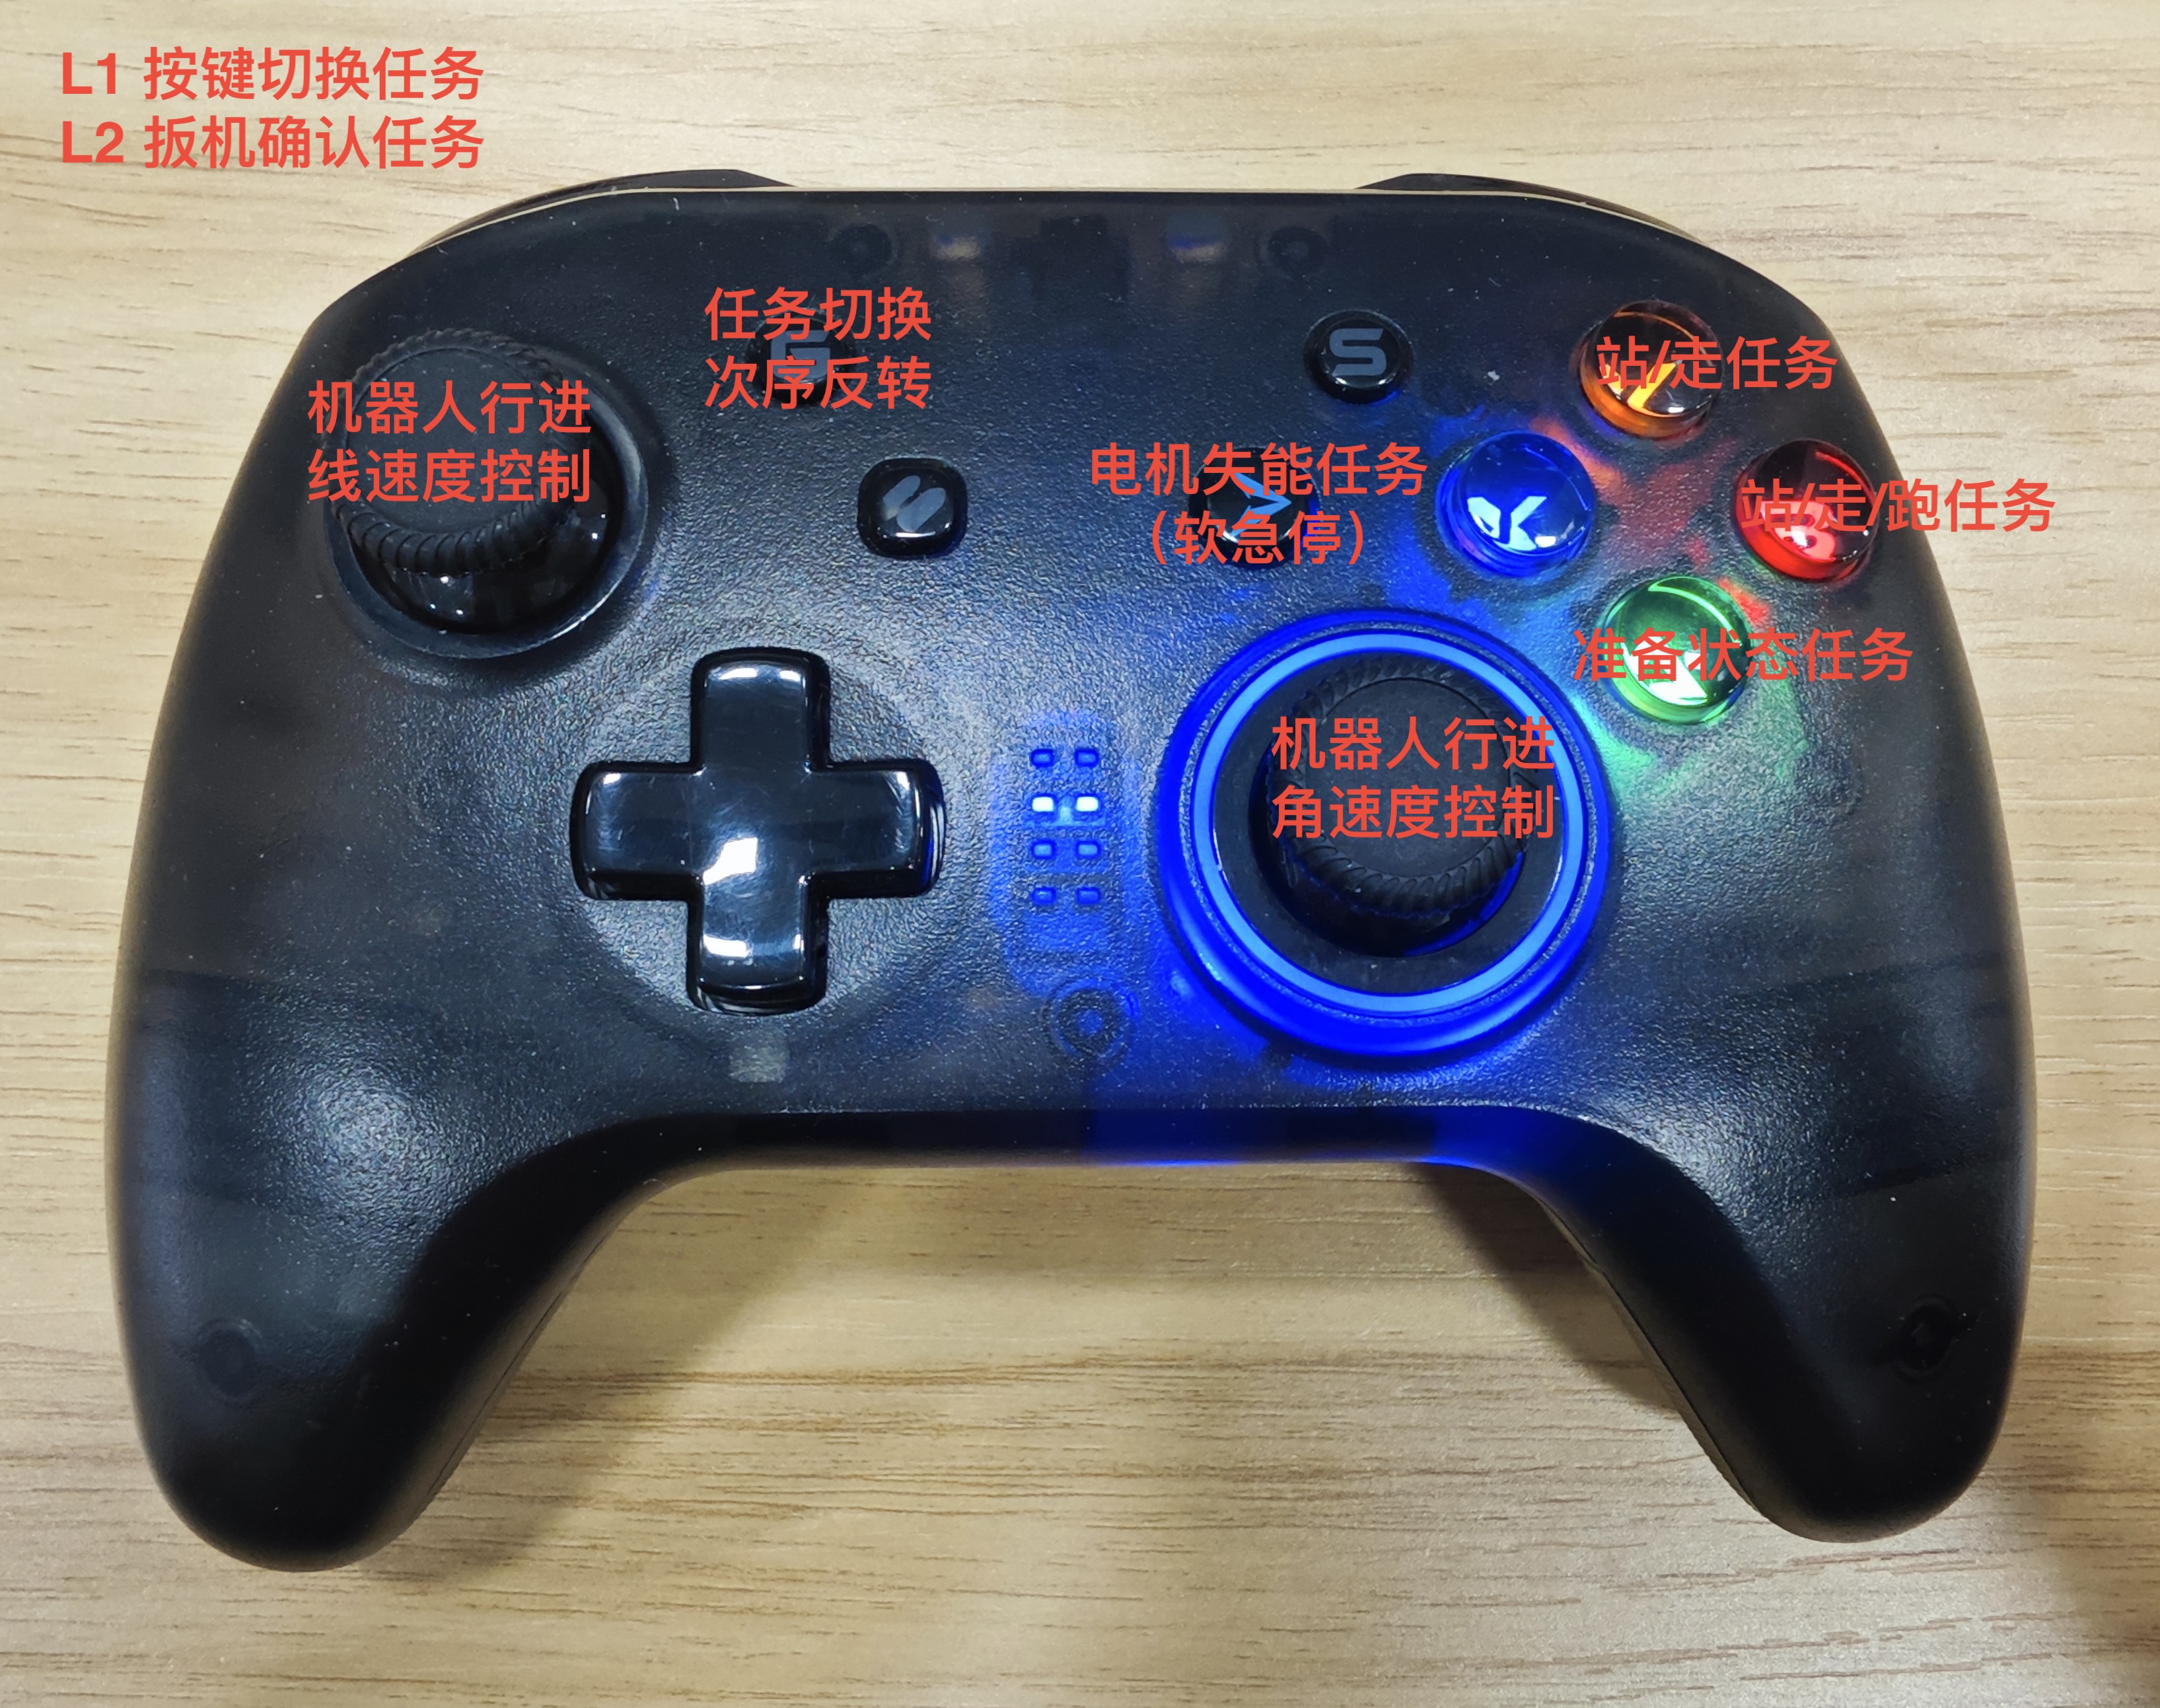 L1 按键切换任务
L2 扳机确认任务
任务切换
次序反转
G
S
站/走任务
Y
机器人行进
线速度控制
电机失能任务
（软急停）
X
站/走/跑任务
B
准备状态任务
A
机器人行进
角速度控制